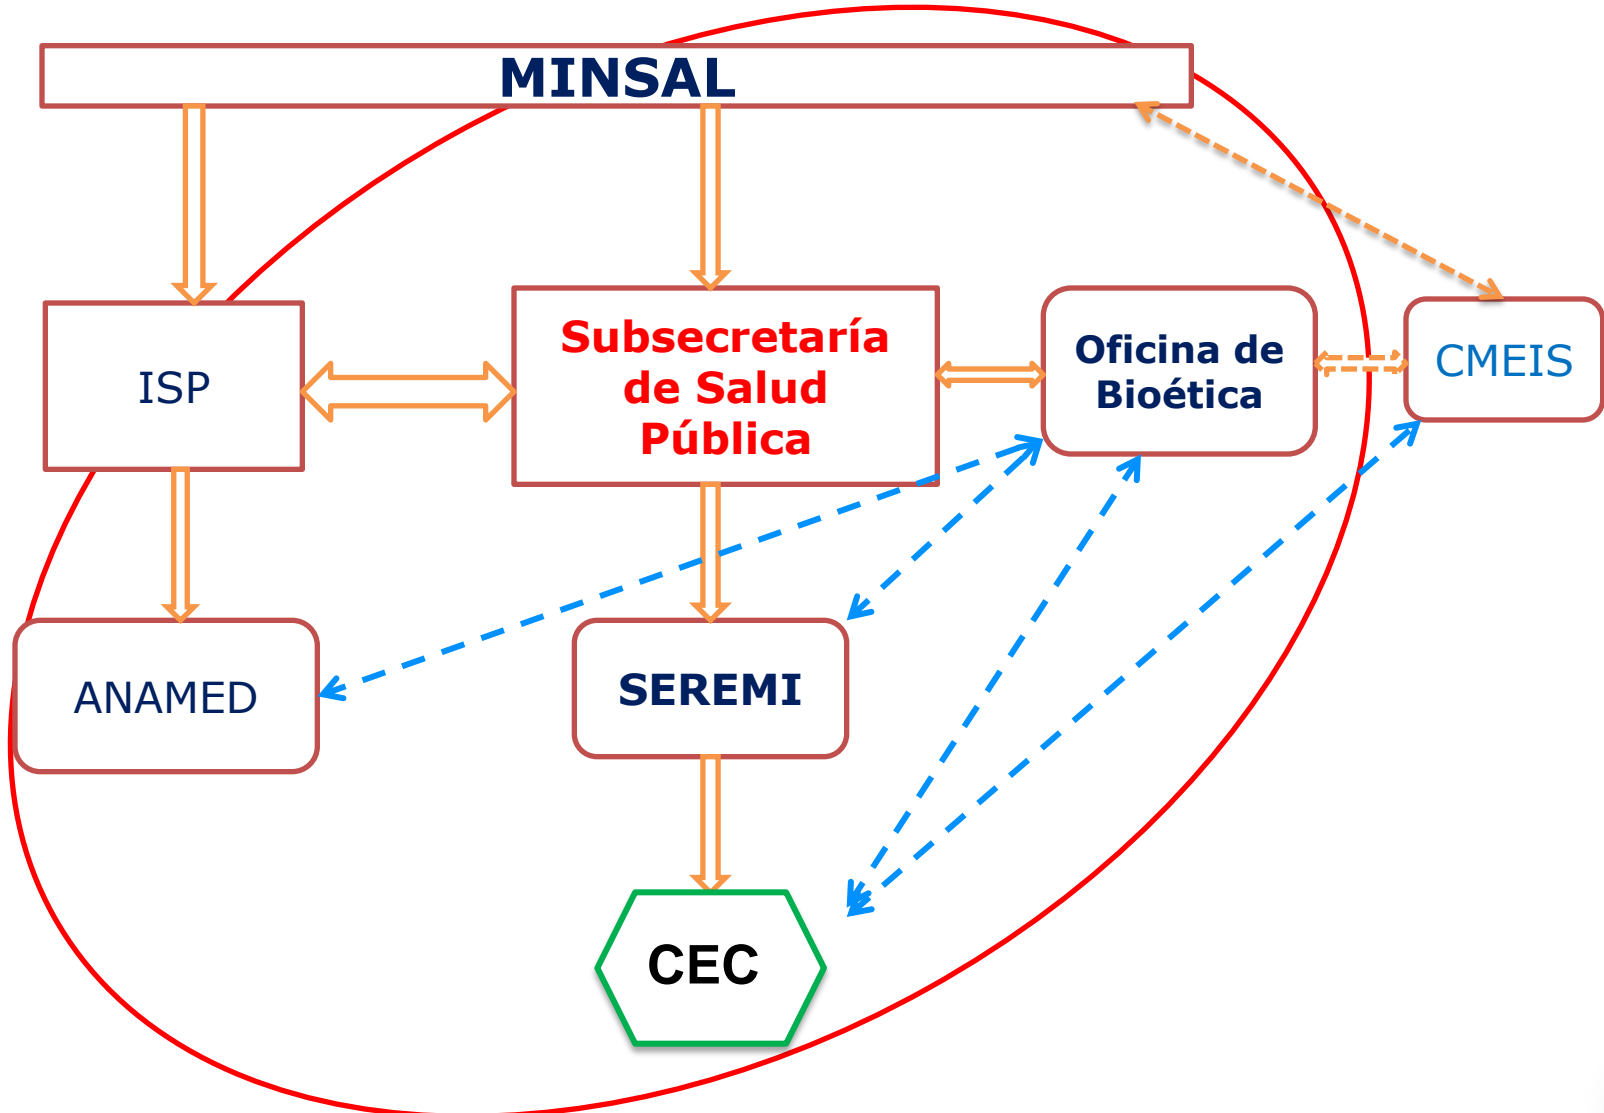 MINSAL
ISP
Subsecretaría
de Salud
Pública
Oficina de
Bioética
CMEIS
ANAMED
SEREMI
CEC